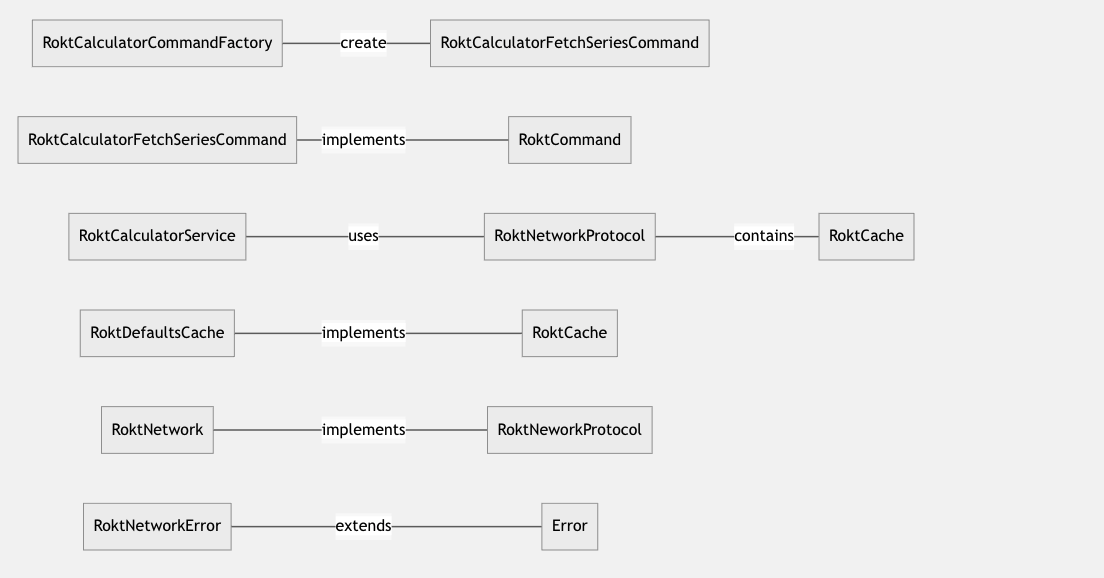 RoktCalculatorCommandFactory create RoktCalculatorFetchSeriesCommand
RoktCalculatorFetchSeriesCommand implements RoktCommand
RoktCalculatorService uses RoktNetworkProtocol contains RoktCache
RoktDefaultsCache implements RoktCache
RoktNetwork implements RoktNeworkProtocol
RoktNetworkError extends Error